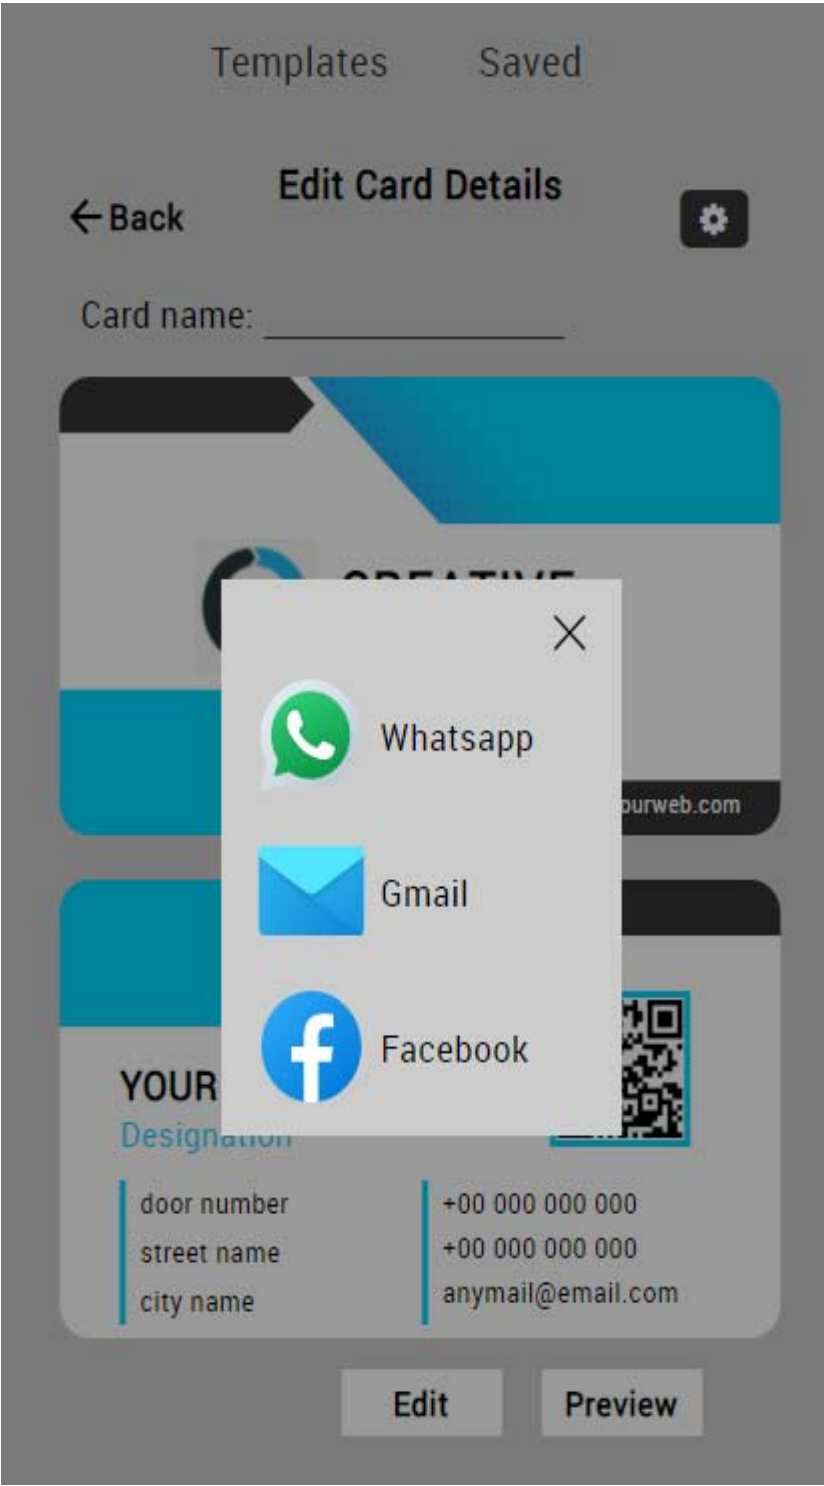 Templates Saved
Edit Card Details
Back
Card name:
Whatsapp
Gmail
Facebook
YOUR
Designation
door number
street name
city name
+00 000 000 000
+00 000 000 000
anymail@email.com
Edit Preview